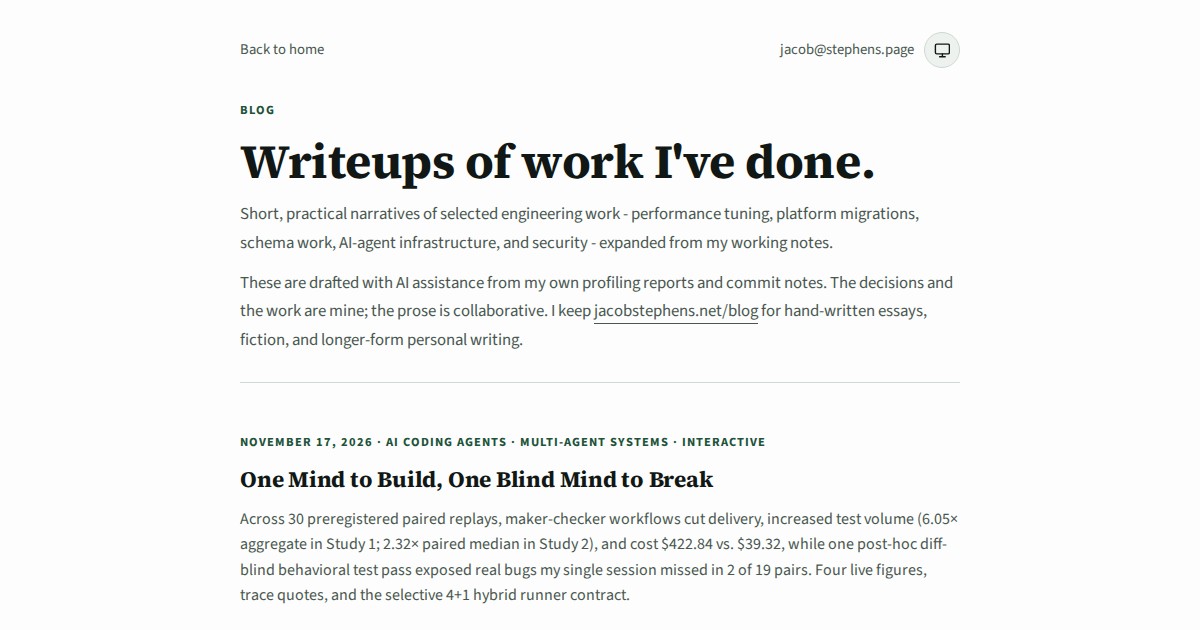 Back to home
jacob@stephens.page
BLOG
Writeups of work I've done.
Short, practical narratives of selected engineering work - performance tuning, platform migrations,
schema work, AI-agent infrastructure, and security - expanded from my working notes.
These are drafted with AI assistance from my own profiling reports and commit notes. The decisions and
the work are mine; the prose is collaborative. I keep jacobstephens.net/blog for hand-written essays,
fiction, and longer-form personal writing.
NOVEMBER 17, 2026 · AI CODING AGENTS · MULTI-AGENT SYSTEMS · INTERACTIVE
One Mind to Build, One Blind Mind to Break
Across 30 preregistered paired replays, maker-checker workflows cut delivery, increased test volume (6.05×
aggregate in Study 1; 2.32× paired median in Study 2), and cost $422.84 vs. $39.32, while one post-hoc diff-
blind behavioral test pass exposed real bugs my single session missed in 2 of 19 pairs. Four live figures,
trace quotes, and the selective 4+1 hybrid runner contract.